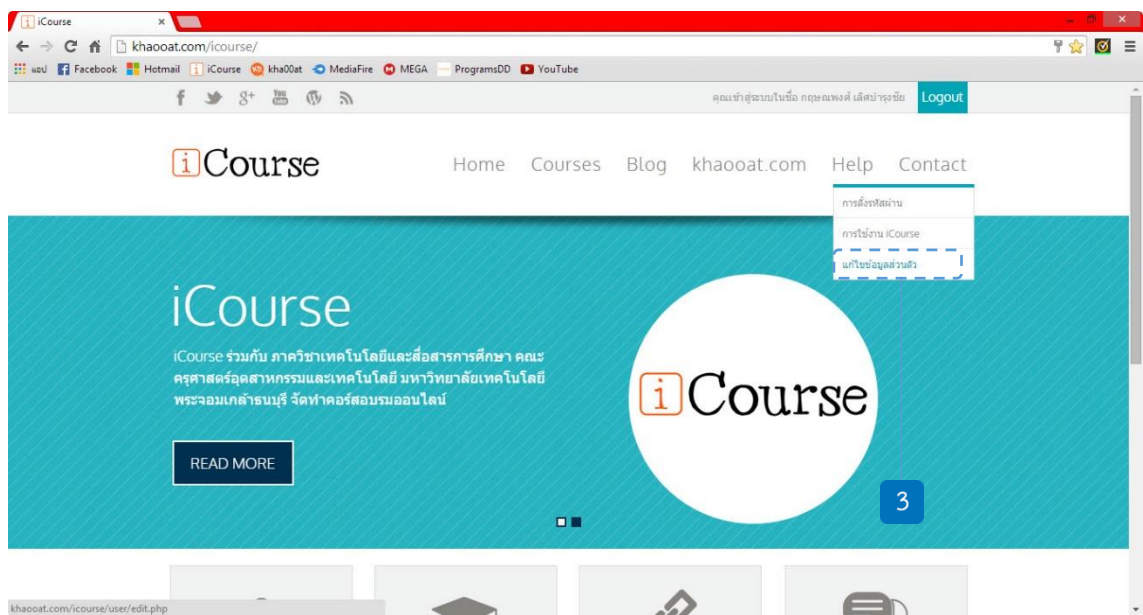 iCourse
khaooat.com/icourse/
แอป Facebook Hotmail iCourse kha00at MediaFire MEGA ProgramsDD YouTube
คุณเข้าสู่ระบบในชื่อ กฤษณพงศ์ เลิศบำรุงชัย Logout
iCourse
Home Courses Blog khaooat.com Help Contact
การตั้งรหัสผ่าน
การใช้งาน iCourse
แก้ไขข้อมูลส่วนตัว
iCourse
iCourse ร่วมกับ ภาควิชาเทคโนโลยีและสื่อสารการศึกษา คณะ
ครุศาสตร์อุตสาหกรรมและเทคโนโลยี มหาวิทยาลัยเทคโนโลยี
พระจอมเกล้าธนบุรี จัดทำคอร์สอบรมออนไลน์
iCourse
READ MORE
3
khaooat.com/icourse/user/edit.php